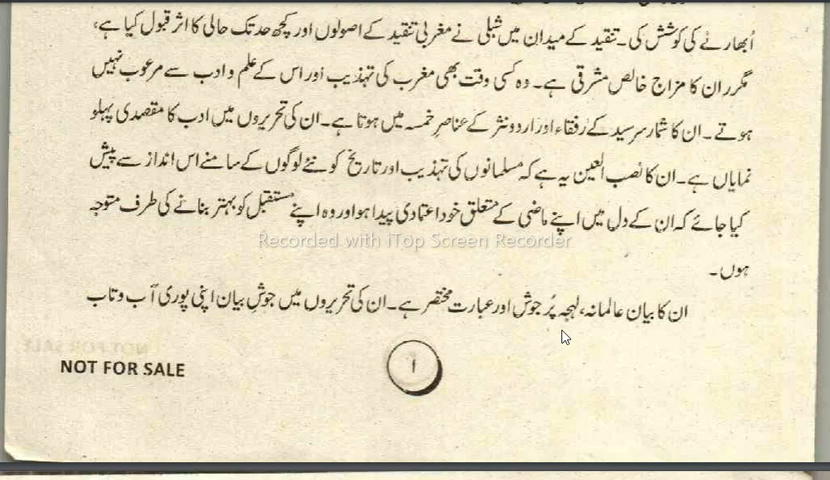 اُبھارنے کی کوشش کی۔ تنقید کے میدان میں شبلی نے مغربی تنقید کے اصولوں اور کچھ حد تک حالی کا اثر قبول کیا ہے،
مگر ان کا مزاج خالص مشرقی ہے۔ وہ کسی وقت بھی مغرب کی تہذیب اور اس کے علم و ادب سے مرعوب نہیں
ہوتے۔ ان کا شمار سرسید کے رفقاء اور اردو نثر کے عناصرِ خمسہ میں ہوتا ہے۔ ان کی تحریروں میں ادب کا مقصدی پہلو
نمایاں ہے۔ ان کا نصب العین یہ ہے کہ مسلمانوں کی تہذیب اور تاریخ کو نئے لوگوں کے سامنے اس انداز سے پیش
کیا جائے کہ ان کے دل میں اپنے ماضی کے متعلق خود اعتمادی پیدا ہو اور وہ اپنے مستقبل کو بہتر بنانے کی طرف متوجہ
Recorded with iTop Screen Recorder
ہوں۔
ان کا بیان عالمانہ، لہجہ پُر جوش اور عبارت مختصر ہے۔ ان کی تحریروں میں جوشِ بیان اپنی پوری آب و تاب
NOT FOR SALE
۱